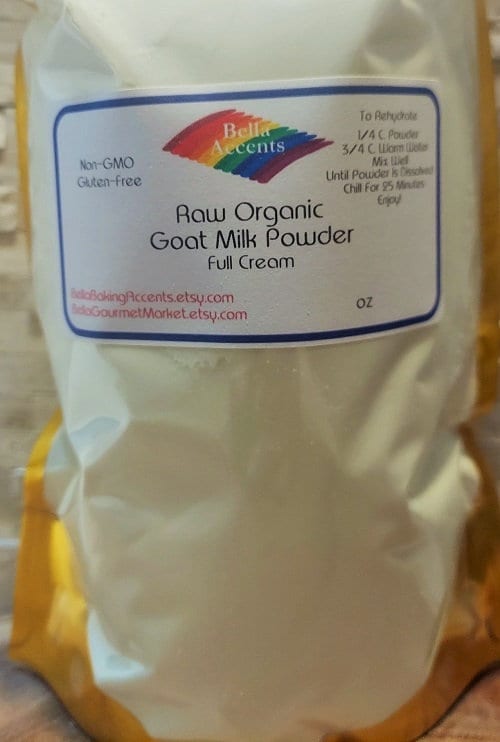 Bella
Accents
Non-GMO
Gluten-Free
To Rehydrate
1/4 C. Powder
3/4 C. Warm Water
Mix Well
Until Powder Is Dissolved
Chill For 25 Minutes
Enjoy!
Raw Organic
Goat Milk Powder
Full Cream
BellaBakingAccents.etsy.com
BellaGourmetMarket.etsy.com
oz